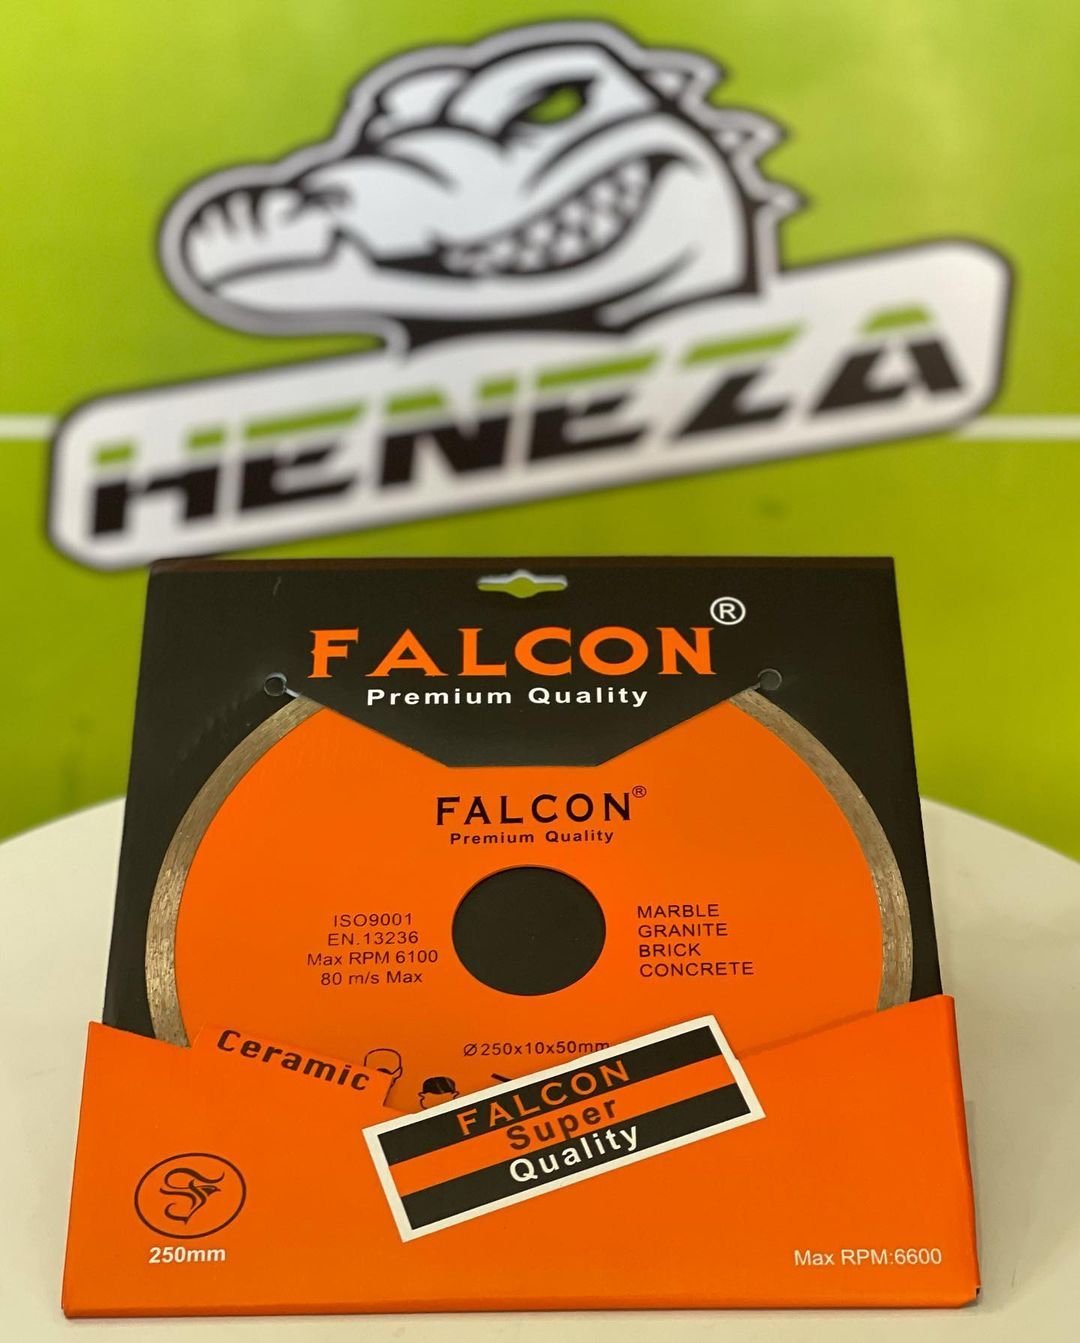 HENEZA
FALCON®
Premium Quality
FALCON®
Premium Quality
ISO9001
EN.13236
Max RPM 6100
80 m/s Max
MARBLE
GRANITE
BRICK
CONCRETE
Ø250x10x50mm
Ceramic
FALCON
Super
Quality
250mm
Max RPM:6600